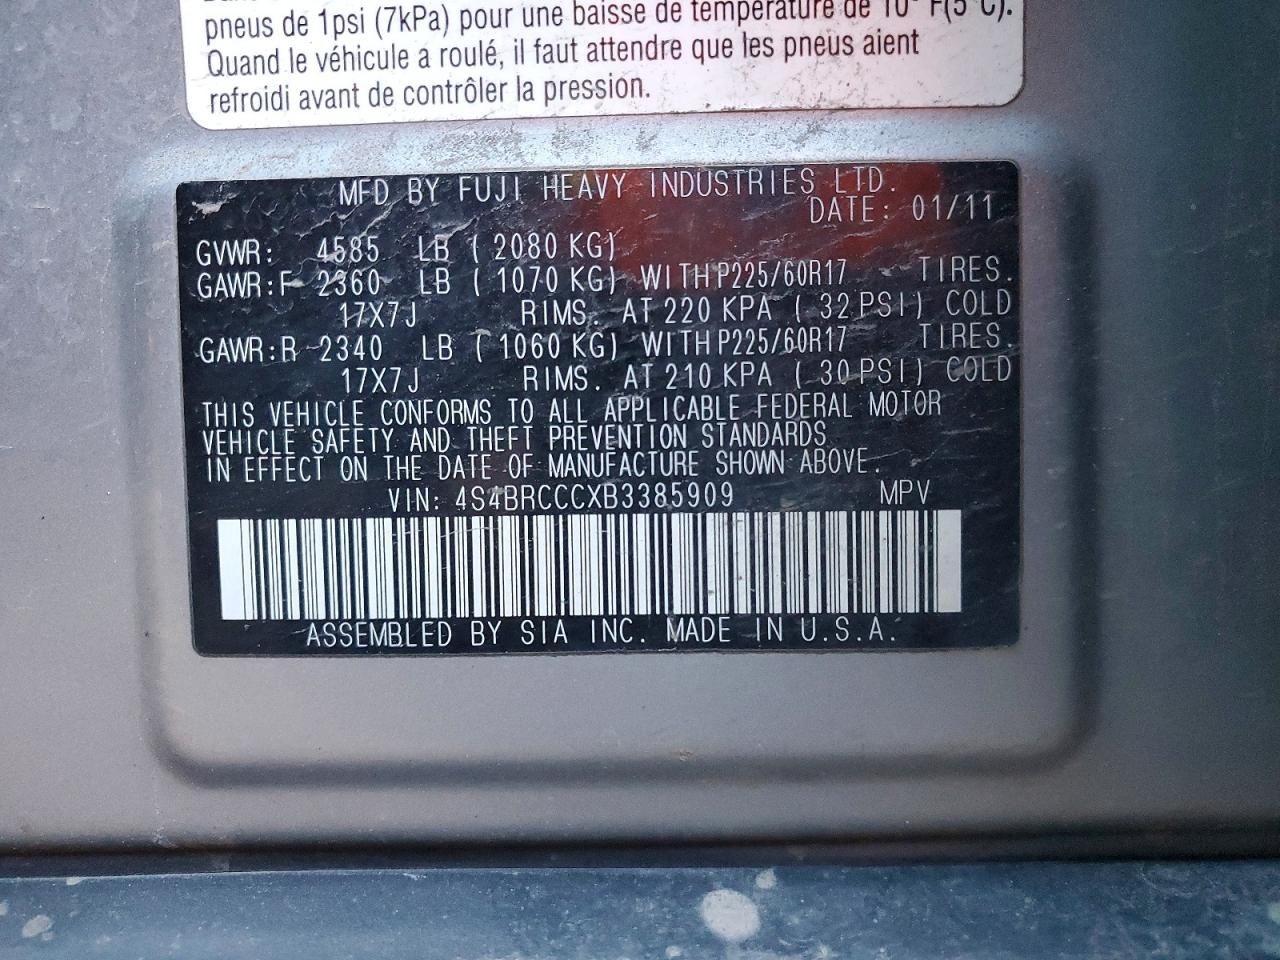 pneus de 1psi (7kPa) pour une baisse de température de 10° F(5°C).
Quand le véhicule a roulé, il faut attendre que les pneus aient
refroidi avant de contrôler la pression.
MFD BY FUJI HEAVY INDUSTRIES LTD.
DATE: 01/11
GVWR: 4585 LB ( 2080 KG)
GAWR:F 2360 LB ( 1070 KG) WITH P225/60R17 TIRES.
17X7J RIMS. AT 220 KPA ( 32 PSI) COLD
GAWR:R 2340 LB ( 1060 KG) WITH P225/60R17 TIRES.
17X7J RIMS. AT 210 KPA ( 30 PSI) COLD
THIS VEHICLE CONFORMS TO ALL APPLICABLE FEDERAL MOTOR
VEHICLE SAFETY AND THEFT PREVENTION STANDARDS
IN EFFECT ON THE DATE OF MANUFACTURE SHOWN ABOVE.
VIN: 4S4BRCCCXB3385909 MPV
ASSEMBLED BY SIA INC. MADE IN U.S.A.